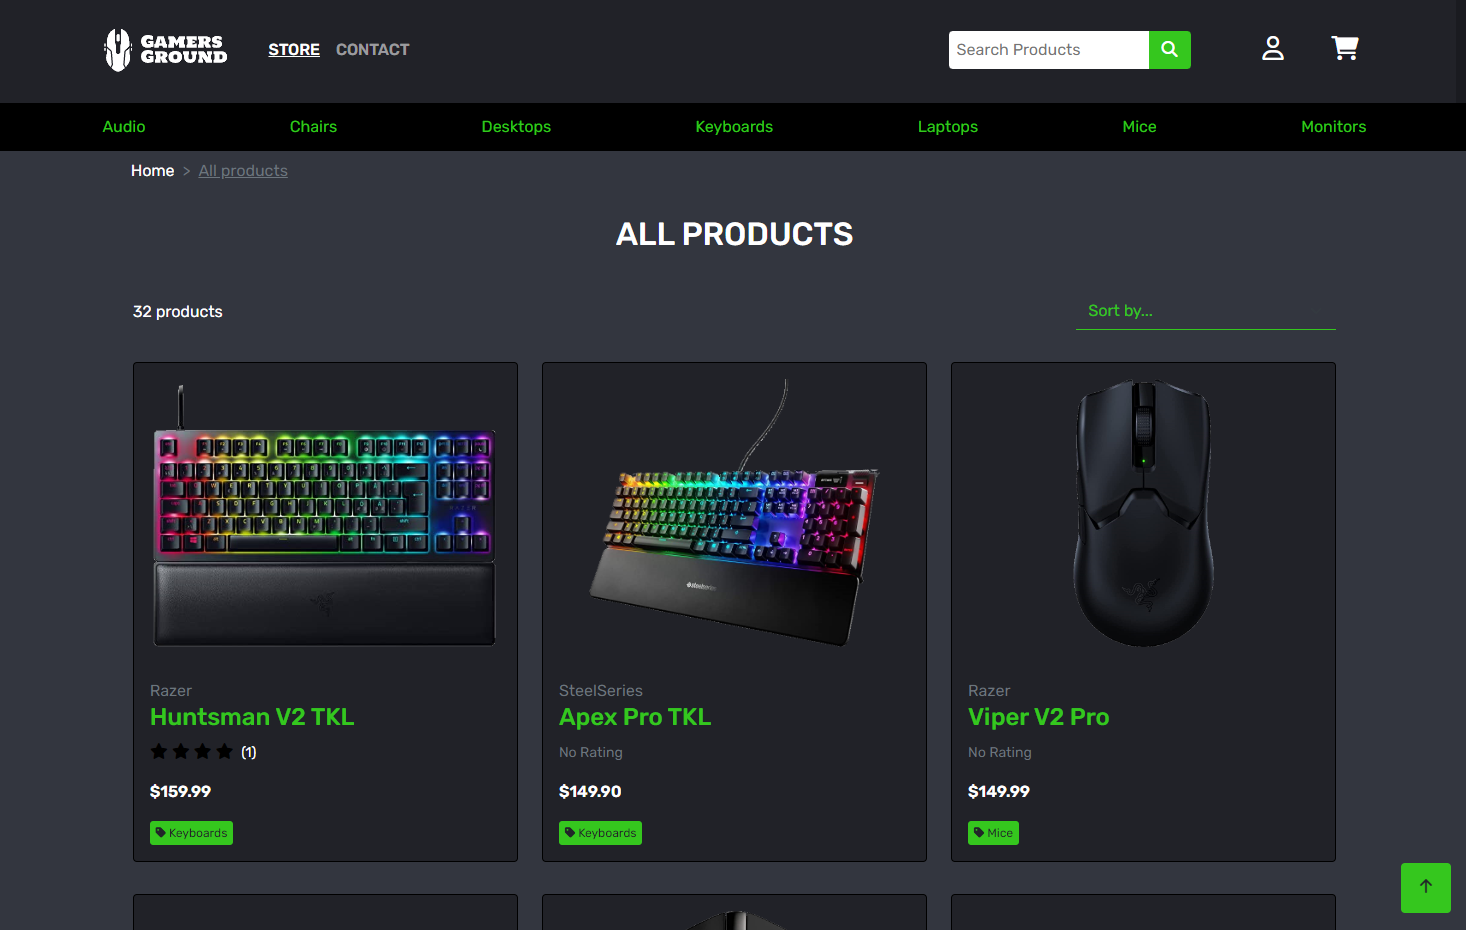 GAMERS
GROUND
STORE CONTACT
Search Products
Audio Chairs Desktops Keyboards Laptops Mice Monitors
Home > All products
ALL PRODUCTS
32 products
Sort by...
steelseries
Razer
Huntsman V2 TKL
(1)
$159.99
Keyboards
SteelSeries
Apex Pro TKL
No Rating
$149.90
Keyboards
Razer
Viper V2 Pro
No Rating
$149.99
Mice